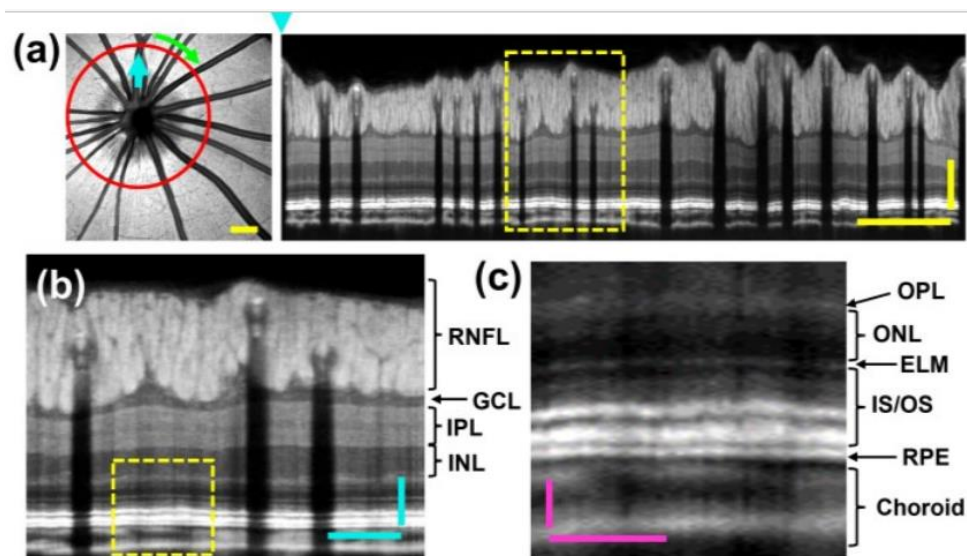 (a)
(b)
RNFL
GCL
IPL
INL
(c)
OPL
ONL
ELM
IS/OS
RPE
Choroid